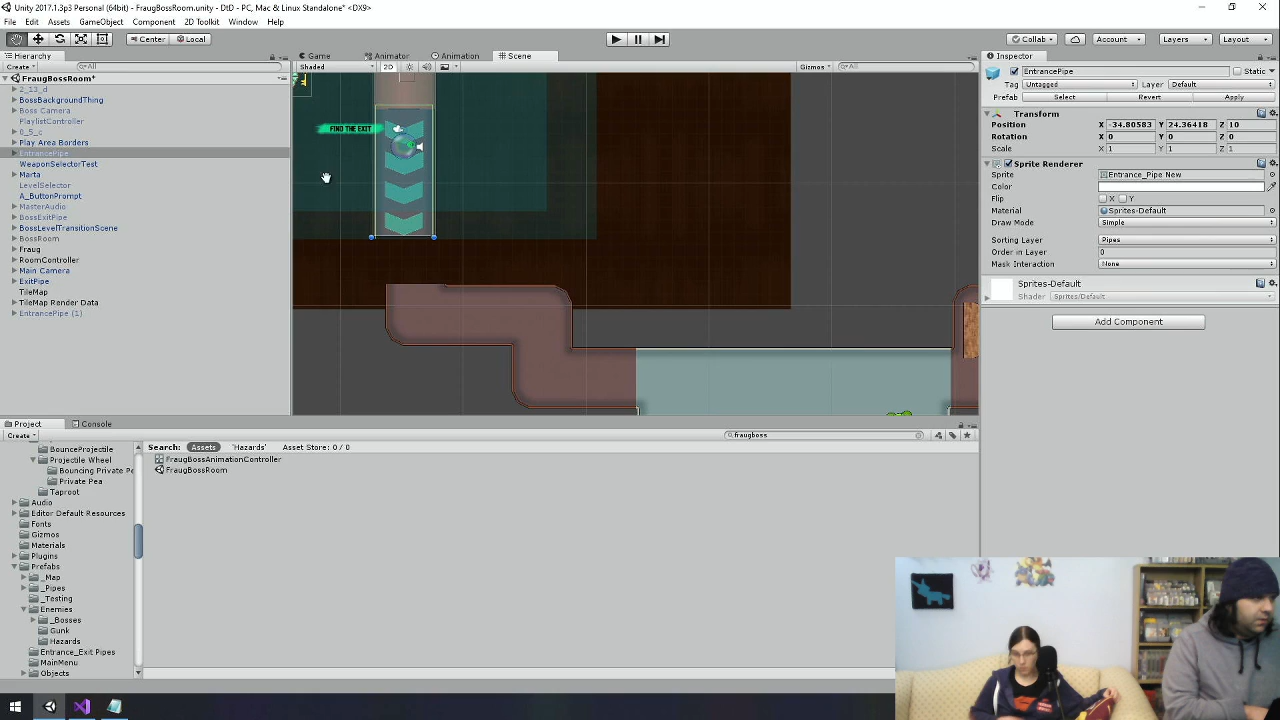 Unity 2017.1.3p3 Personal (64bit) - FraugBossRoom.unity - DtD - PC, Mac & Linux Standalone* <DX9>
File Edit Assets GameObject Component 2D Toolkit Window Help
Center Local Collab Account Layers Layout
Hierarchy Game Animator Animation Scene Inspector
Create All Shaded 2D Gizmos All
EntrancePipe Static
FraugBossRoom*
2_13_d
BossBackgroundThing
Boss Camera
PlaylistController
0_5_c
Play Area Borders
EntrancePipe
WeaponSelectorTest
Marta
LevelSelector
A_ButtonPrompt
MasterAudio
BossExitPipe
BossLevelTransitionScene
BossRoom
Fraug
RoomController
Main Camera
ExitPipe
TileMap
TileMap Render Data
EntrancePipe (1)
FIND THE EXIT
Tag Untagged Layer Default
Prefab Select Revert Apply
Transform
Position X -34.80583 Y 24.36418 Z 10
Rotation X 0 Y 0 Z 0
Scale X 1 Y 1 Z 1
Sprite Renderer
Sprite Entrance_Pipe New
Color
Flip X Y
Material Sprites-Default
Draw Mode Simple
Sorting Layer Pipes
Order in Layer 0
Mask Interaction None
Sprites-Default
Shader Sprites/Default
Add Component
Project Console
Create fraugboss
Search: Assets 'Hazards' Asset Store: 0 / 0
BounceProjectile
Projectile Wheel
Bouncing Private Pe
Private Pea
Taproot
Audio
Editor Default Resources
Fonts
Gizmos
Materials
Plugins
Prefabs
_Map
_Pipes
_Testing
Enemies
_Bosses
Gunk
Hazards
Entrance_Exit Pipes
MainMenu
Objects
FraugBossAnimationController
FraugBossRoom